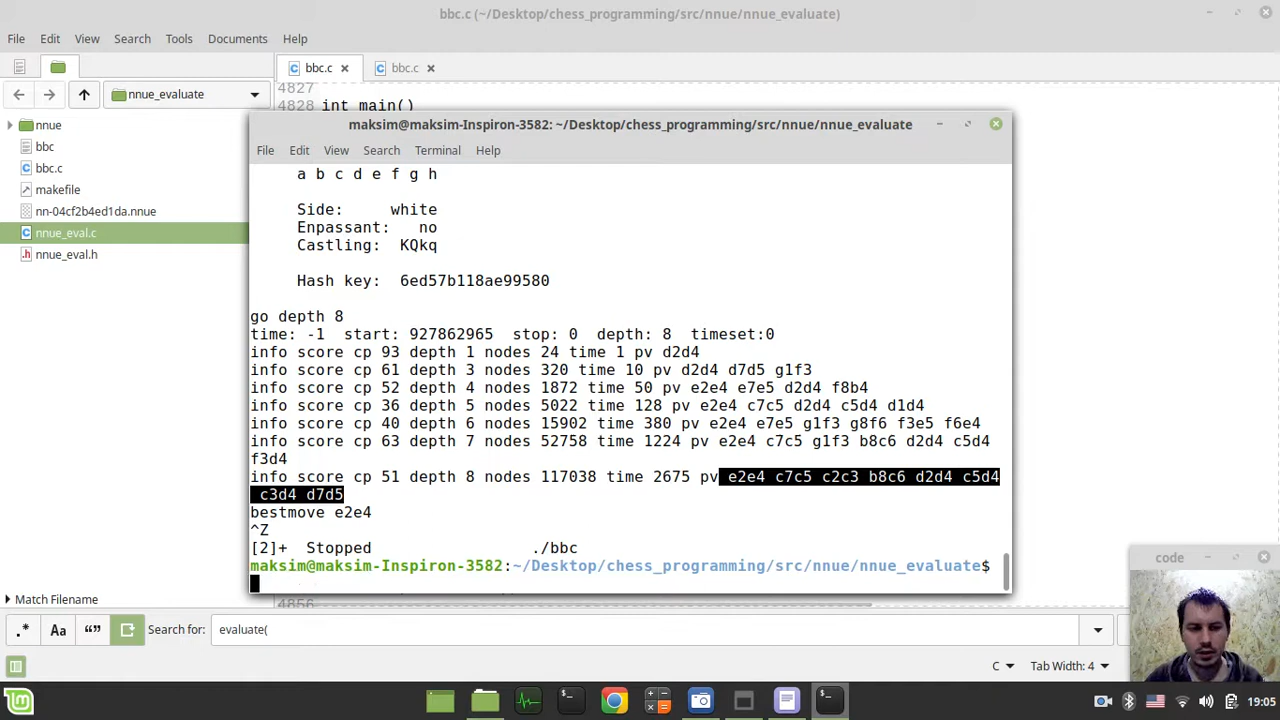 bbc.c (~/Desktop/chess_programming/src/nnue/nnue_evaluate)
File Edit View Search Tools Documents Help
bbc.c bbc.c
nnue_evaluate
4827
4828 int main()
nnue
bbc
bbc.c
makefile
nn-04cf2b4ed1da.nnue
nnue_eval.c
nnue_eval.h
maksim@maksim-Inspiron-3582: ~/Desktop/chess_programming/src/nnue/nnue_evaluate
File Edit View Search Terminal Help
a b c d e f g h
Side: white
Enpassant: no
Castling: KQkq
Hash key: 6ed57b118ae99580
go depth 8
time: -1 start: 927862965 stop: 0 depth: 8 timeset:0
info score cp 93 depth 1 nodes 24 time 1 pv d2d4
info score cp 61 depth 3 nodes 320 time 10 pv d2d4 d7d5 g1f3
info score cp 52 depth 4 nodes 1872 time 50 pv e2e4 e7e5 d2d4 f8b4
info score cp 36 depth 5 nodes 5022 time 128 pv e2e4 c7c5 d2d4 c5d4 d1d4
info score cp 40 depth 6 nodes 15902 time 380 pv e2e4 e7e5 g1f3 g8f6 f3e5 f6e4
info score cp 63 depth 7 nodes 52758 time 1224 pv e2e4 c7c5 g1f3 b8c6 d2d4 c5d4
f3d4
info score cp 51 depth 8 nodes 117038 time 2675 pv e2e4 c7c5 c2c3 b8c6 d2d4 c5d4
c3d4 d7d5
bestmove e2e4
^Z
[2]+ Stopped ./bbc
maksim@maksim-Inspiron-3582:~/Desktop/chess_programming/src/nnue/nnue_evaluate$
4856
code
Match Filename
.* Aa “” Search for: evaluate(
C Tab Width: 4
19:05